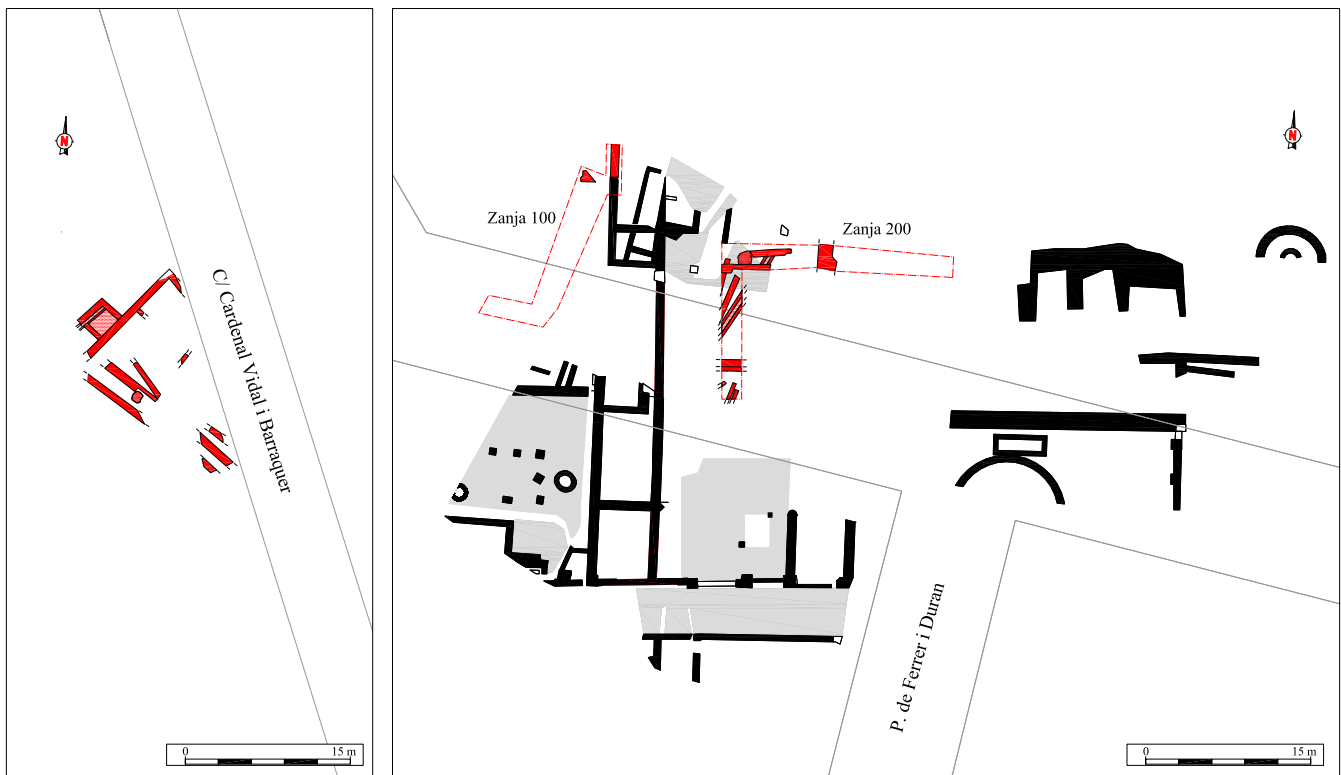 N
C/ Cardenal Vidal i Barraquer
0 15 m
N
Zanja 100
Zanja 200
P. de Ferrer i Duran
0 15 m